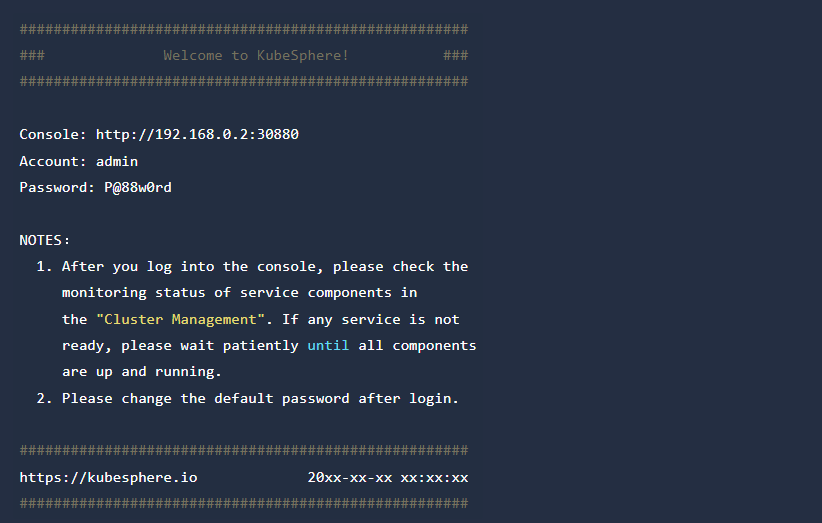 #####################################################
###              Welcome to KubeSphere!           ###
#####################################################
Console: http://192.168.0.2:30880
Account: admin
Password: P@88w0rd
NOTES:
  1. After you log into the console, please check the
     monitoring status of service components in
     the "Cluster Management". If any service is not
     ready, please wait patiently until all components
     are up and running.
  2. Please change the default password after login.
#####################################################
https://kubesphere.io             20xx-xx-xx xx:xx:xx
#####################################################